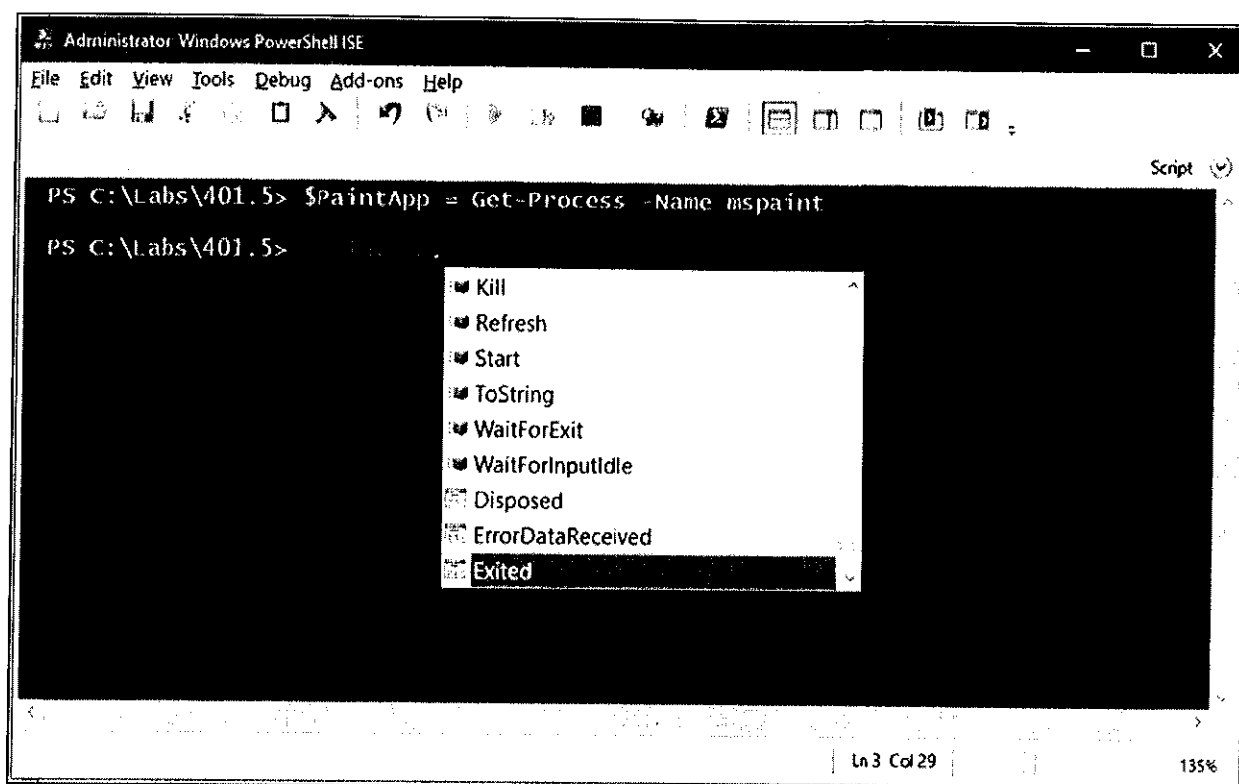 Administrator Windows PowerShell ISE
File Edit View Tools Debug Add-ons Help
Script
PS C:\Labs\401.5> $PaintApp = Get-Process -Name mspaint
PS C:\Labs\401.5>
Kill
Refresh
Start
ToString
WaitForExit
WaitForInputIdle
Disposed
ErrorDataReceived
Exited
Ln 3 Col 29
135%